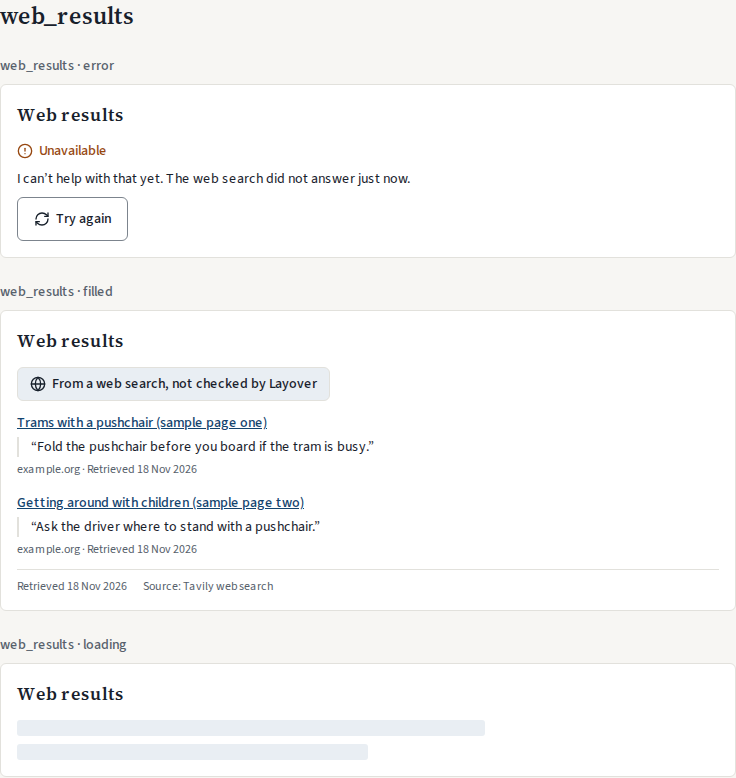 web_results
web_results · error
Web results
Unavailable
I can’t help with that yet. The web search did not answer just now.
Try again
web_results · filled
Web results
From a web search, not checked by Layover
Trams with a pushchair (sample page one)
“Fold the pushchair before you board if the tram is busy.”
example.org · Retrieved 18 Nov 2026
Getting around with children (sample page two)
“Ask the driver where to stand with a pushchair.”
example.org · Retrieved 18 Nov 2026
Retrieved 18 Nov 2026 Source: Tavily web search
web_results · loading
Web results